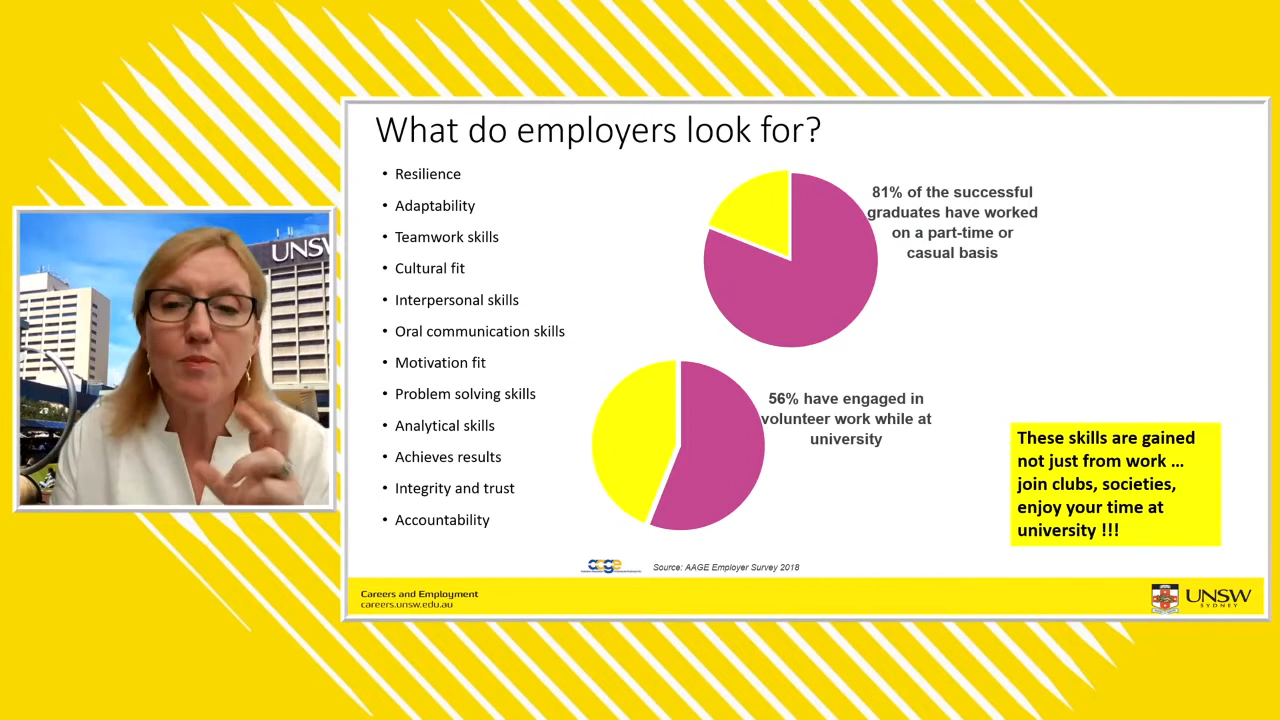 What do employers look for?
• Resilience
• Adaptability
• Teamwork skills
• Cultural fit
• Interpersonal skills
• Oral communication skills
• Motivation fit
• Problem solving skills
• Analytical skills
• Achieves results
• Integrity and trust
• Accountability
81% of the successful
graduates have worked
on a part-time or
casual basis
56% have engaged in
volunteer work while at
university
These skills are gained
not just from work ...
join clubs, societies,
enjoy your time at
university !!!
aage
Source: AAGE Employer Survey 2018
Careers and Employment
careers.unsw.edu.au
UNSW
SYDNEY
UNSW